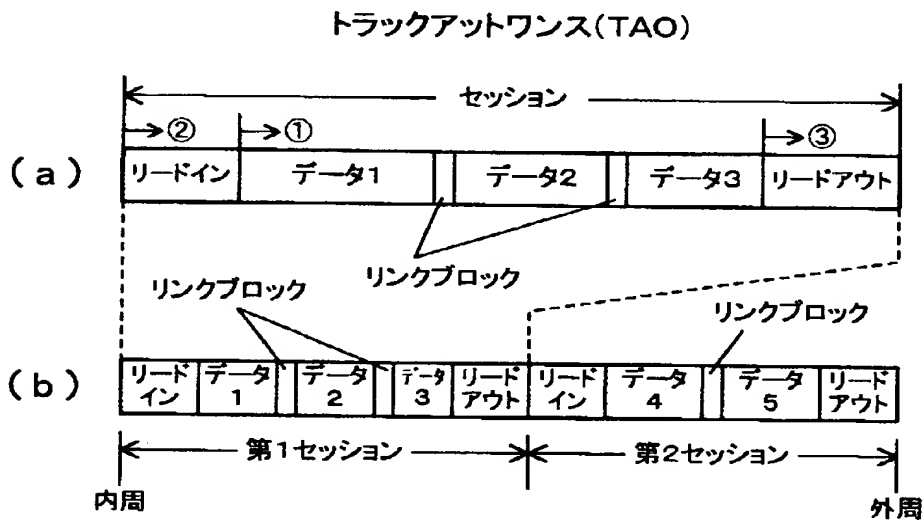 トラックアットワンス(TAO)
セッション
② ① ③
(a) リードイン データ1 データ2 データ3 リードアウト
リンクブロック
リンクブロック リンクブロック
(b) リード イン データ 1 データ 2 データ 3 リード アウト リード イン データ 4 データ 5 リード アウト
第1セッション 第2セッション
内周 外周